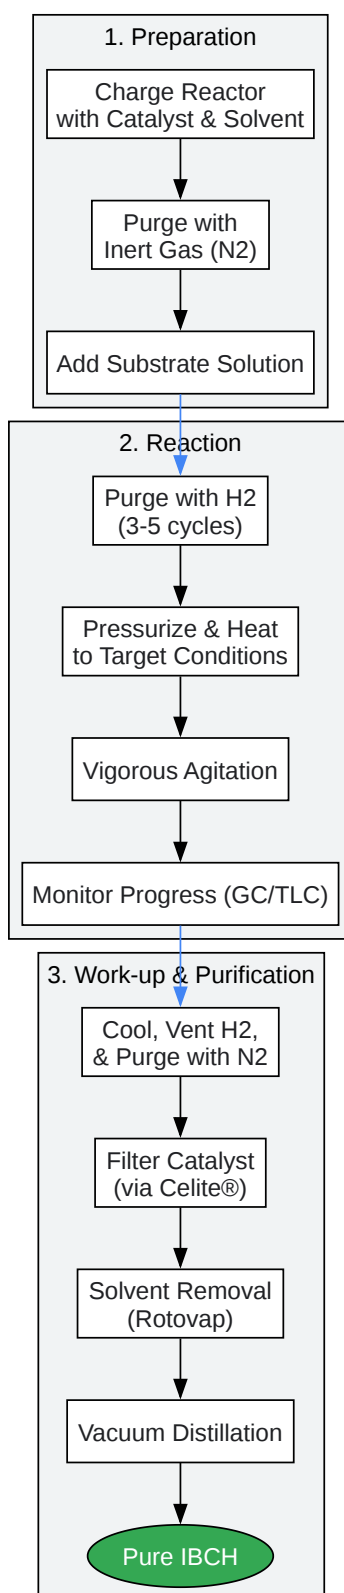 1. Preparation
Charge Reactor
with Catalyst & Solvent
Purge with
Inert Gas (N2)
Add Substrate Solution
2. Reaction
Purge with H2
(3-5 cycles)
Pressurize & Heat
to Target Conditions
Vigorous Agitation
Monitor Progress (GC/TLC)
3. Work-up & Purification
Cool, Vent H2,
& Purge with N2
Filter Catalyst
(via Celite®)
Solvent Removal
(Rotovap)
Vacuum Distillation
Pure IBCH